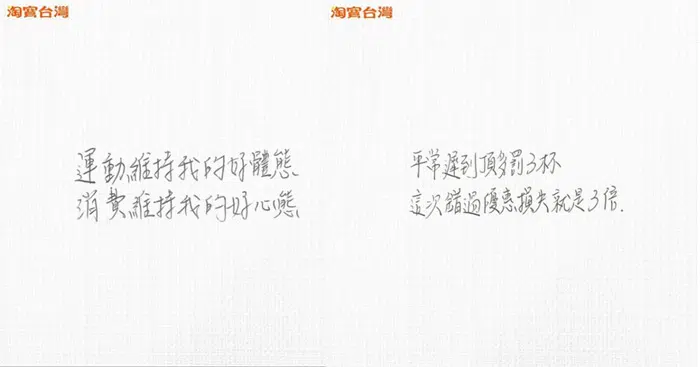 淘寶台灣
運動維持我的好體態
消費維持我的好心態
淘寶台灣
平常遲到頂多罰3杯
這次錯過優惠損失就是3倍.